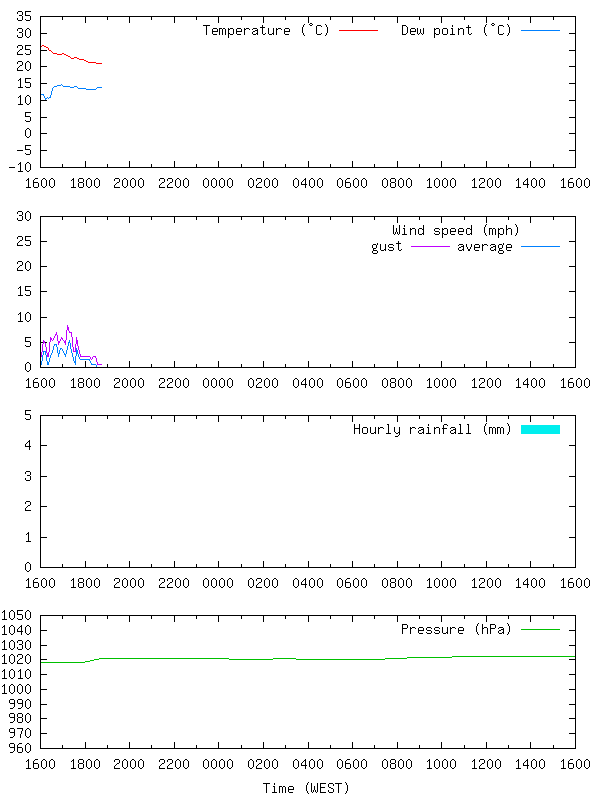 35
30
25
20
15
10
5
0
-5
-10
Temperature (˚C)
Dew point (˚C)
1600 1800 2000 2200 0000 0200 0400 0600 0800 1000 1200 1400 1600
30
25
20
15
10
5
0
Wind speed (mph)
gust
average
1600 1800 2000 2200 0000 0200 0400 0600 0800 1000 1200 1400 1600
5
4
3
2
1
0
Hourly rainfall (mm)
1600 1800 2000 2200 0000 0200 0400 0600 0800 1000 1200 1400 1600
1050
1040
1030
1020
1010
1000
990
980
970
960
Pressure (hPa)
1600 1800 2000 2200 0000 0200 0400 0600 0800 1000 1200 1400 1600
Time (WEST)